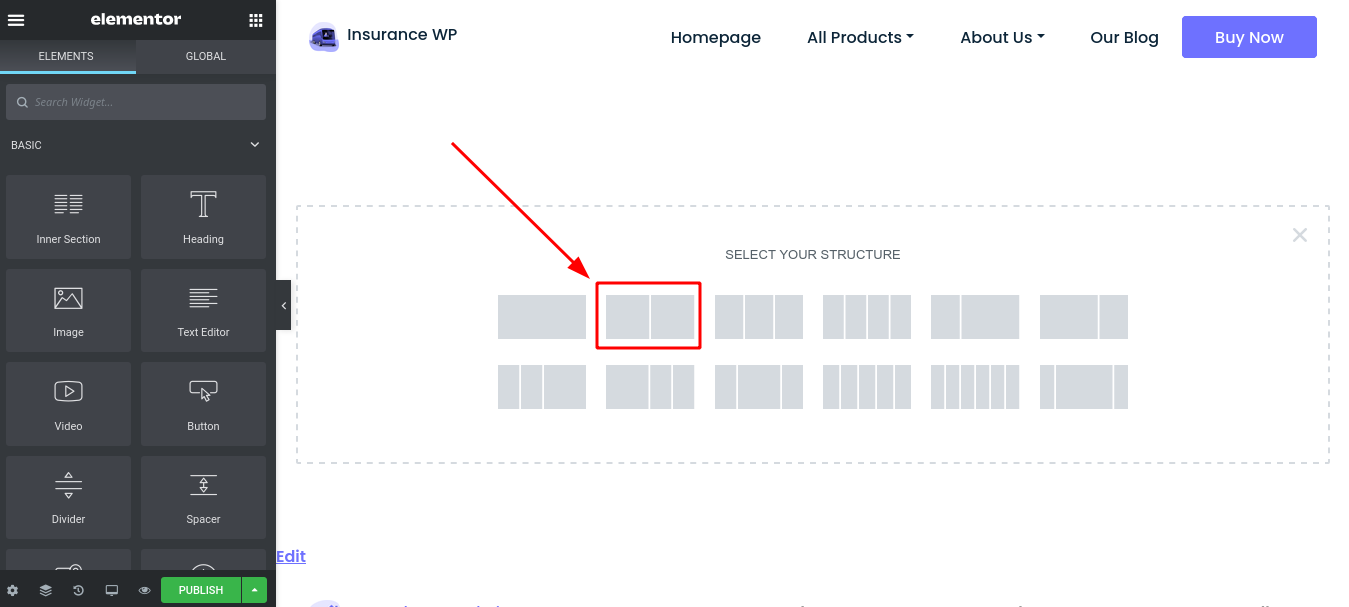 elementor
ELEMENTS
GLOBAL
Search Widget...
BASIC
Inner Section
Heading
Image
Text Editor
Video
Button
Divider
Spacer
PUBLISH
Insurance WP
Homepage
All Products
About Us
Our Blog
Buy Now
SELECT YOUR STRUCTURE
Edit